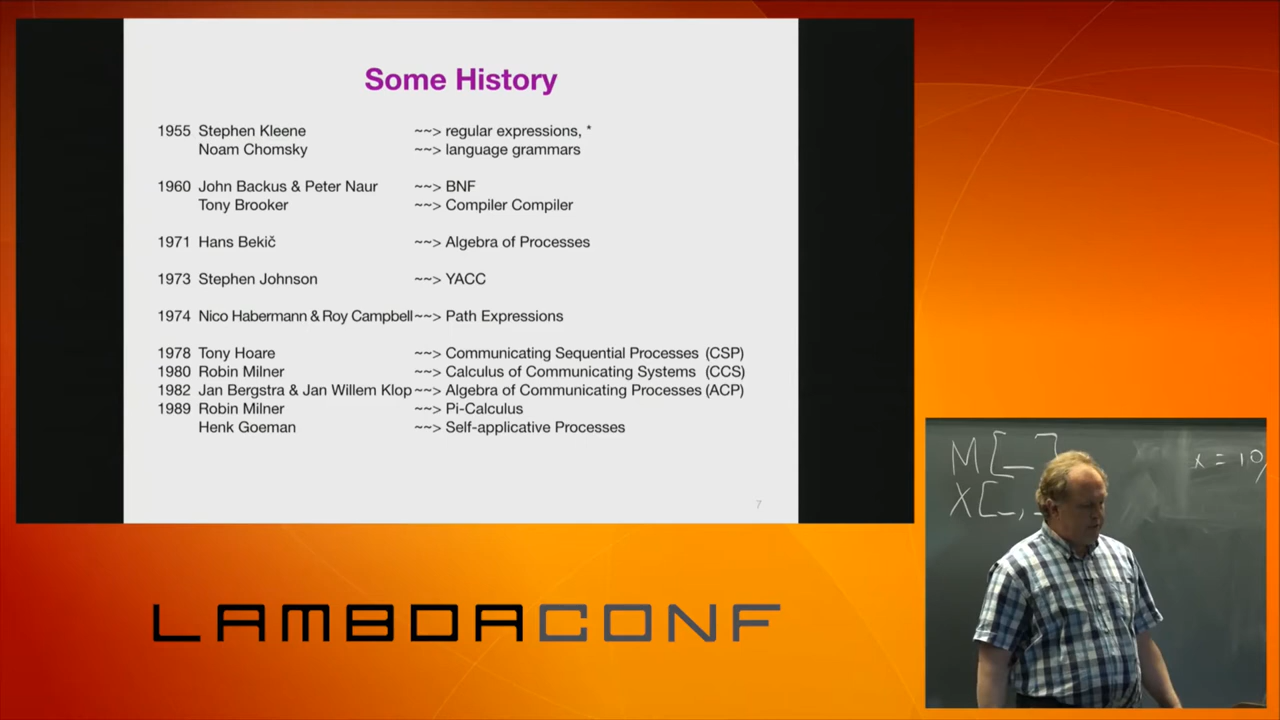 Some History
1955 Stephen Kleene ~~> regular expressions, *
Noam Chomsky ~~> language grammars
1960 John Backus & Peter Naur ~~> BNF
Tony Brooker ~~> Compiler Compiler
1971 Hans Bekič ~~> Algebra of Processes
1973 Stephen Johnson ~~> YACC
1974 Nico Habermann & Roy Campbell ~~> Path Expressions
1978 Tony Hoare ~~> Communicating Sequential Processes (CSP)
1980 Robin Milner ~~> Calculus of Communicating Systems (CCS)
1982 Jan Bergstra & Jan Willem Klop ~~> Algebra of Communicating Processes (ACP)
1989 Robin Milner ~~> Pi-Calculus
Henk Goeman ~~> Self-applicative Processes
7
M[_]
X[_,
x = 10
LAMBDACONF